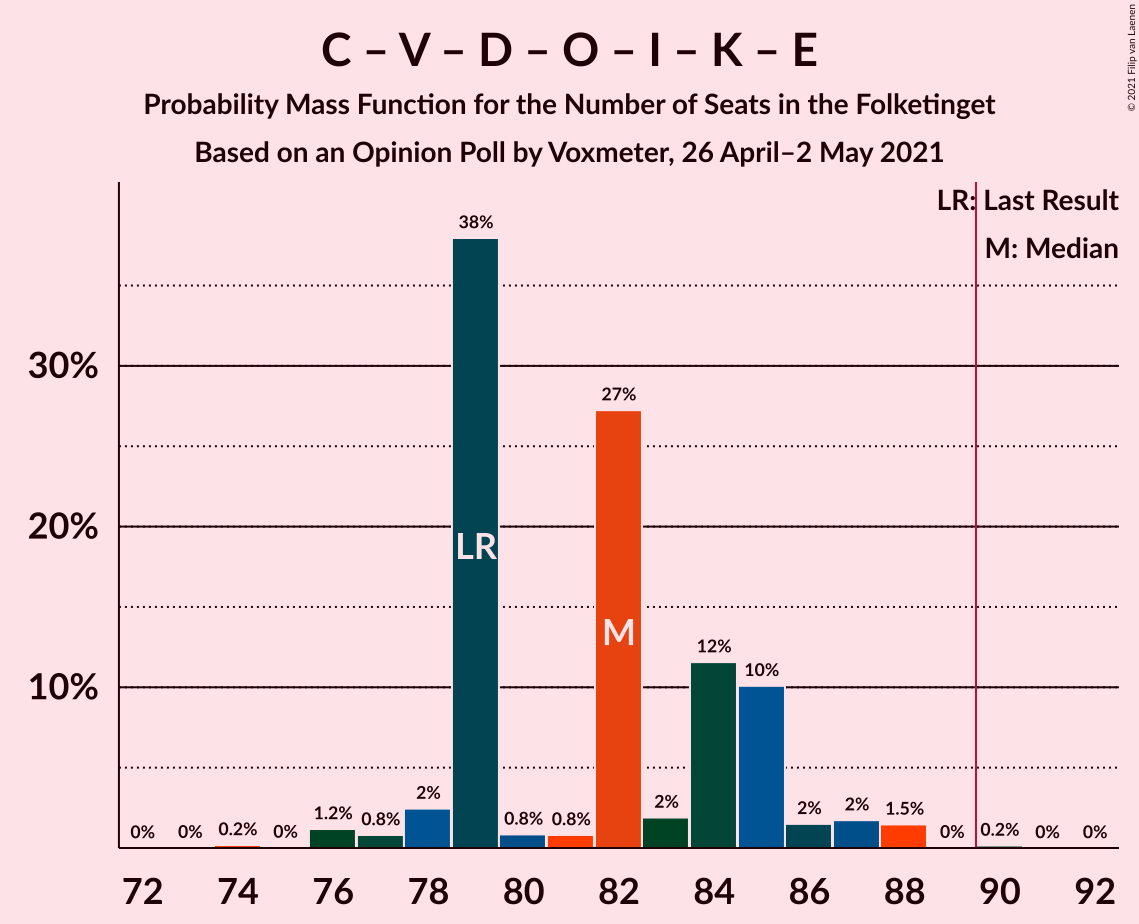 C – V – D – O – I – K – E
Probability Mass Function for the Number of Seats in the Folketinget
Based on an Opinion Poll by Voxmeter, 26 April–2 May 2021
© 2021 Filip van Laenen
LR: Last Result
M: Median
30%
20%
10%
0%
0%
0.2%
0%
1.2%
0.8%
2%
38%
0.8%
0.8%
27%
2%
12%
10%
2%
2%
1.5%
0%
0.2%
0%
0%
LR
M
72 74 76 78 80 82 84 86 88 90 92